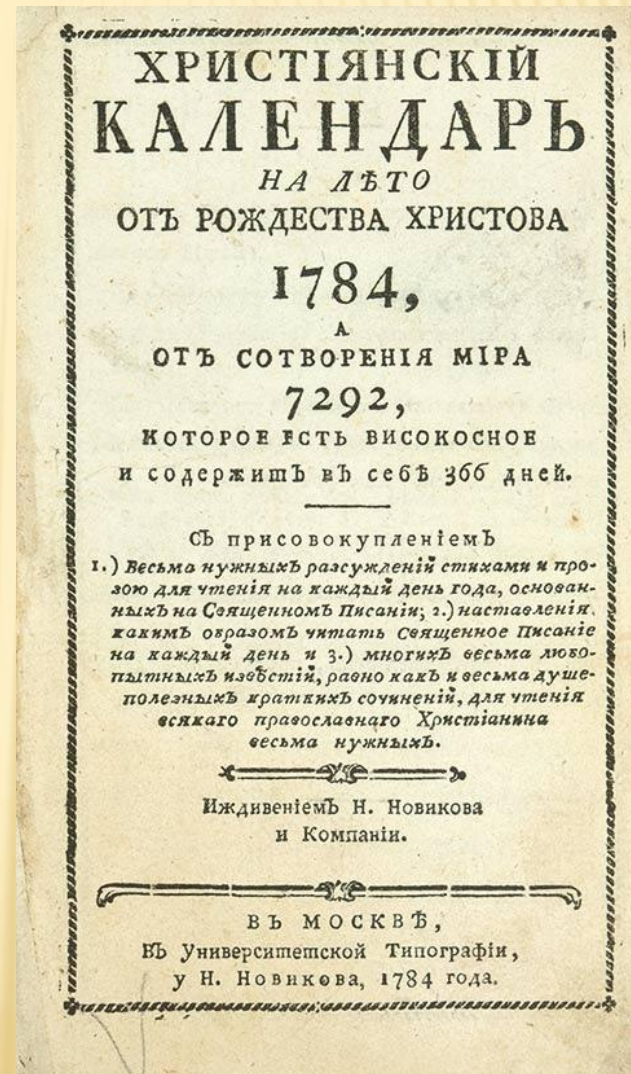 ХРИСТІЯНСКІЙ
КАЛЕНДАРЬ
НА ЛѢТО
ОТЪ РОЖДЕСТВА ХРИСТОВА
1784,
А
ОТЪ СОТВОРЕНІЯ МІРА
7292,
КОТОРОЕ ЕСТЬ ВИСОКОСНОЕ
и содержитъ въ себѣ 366 дней.
Съ присовокупленіемъ
1.) Весьма нужныхъ разсужденій стихами и про-
зою для чтенія на каждый день года, основан-
ныхъ на Священномъ Писаніи; 2.) наставленія,
какимъ образомъ читать Священное Писаніе
на каждый день и 3.) многихъ весьма любо-
пытныхъ извѣстій, равно какъ и весьма душе-
полезныхъ краткихъ сочиненій, для чтенія
всякаго православнаго Христіанина
весьма нужныхъ.
Иждивеніемъ Н. Новикова
и Компаніи.
ВЪ МОСКВѢ,
Въ Университетской Типографіи,
у Н. Новикова, 1784 года.